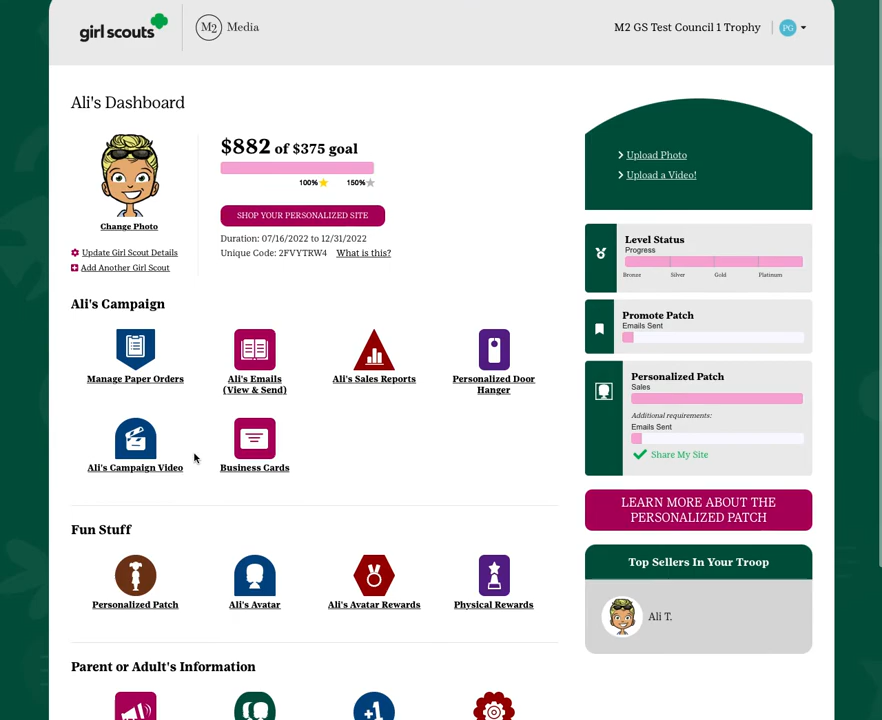 girl scouts
M2 Media
M2 GS Test Council 1 Trophy
PG
Ali's Dashboard
$882 of $375 goal
100%
150%
Change Photo
SHOP YOUR PERSONALIZED SITE
Duration: 07/16/2022 to 12/31/2022
Unique Code: 2FVYTRW4 What is this?
Update Girl Scout Details
Add Another Girl Scout
Ali's Campaign
Manage Paper Orders
Ali's Emails
(View & Send)
Ali's Sales Reports
Personalized Door
Hanger
Ali's Campaign Video
Business Cards
Fun Stuff
Personalized Patch
Ali's Avatar
Ali's Avatar Rewards
Physical Rewards
Parent or Adult's Information
+1
Upload Photo
Upload a Video!
Level Status
Progress
Bronze
Silver
Gold
Platinum
Promote Patch
Emails Sent
Personalized Patch
Sales
Additional requirements:
Emails Sent
Share My Site
LEARN MORE ABOUT THE
PERSONALIZED PATCH
Top Sellers In Your Troop
Ali T.